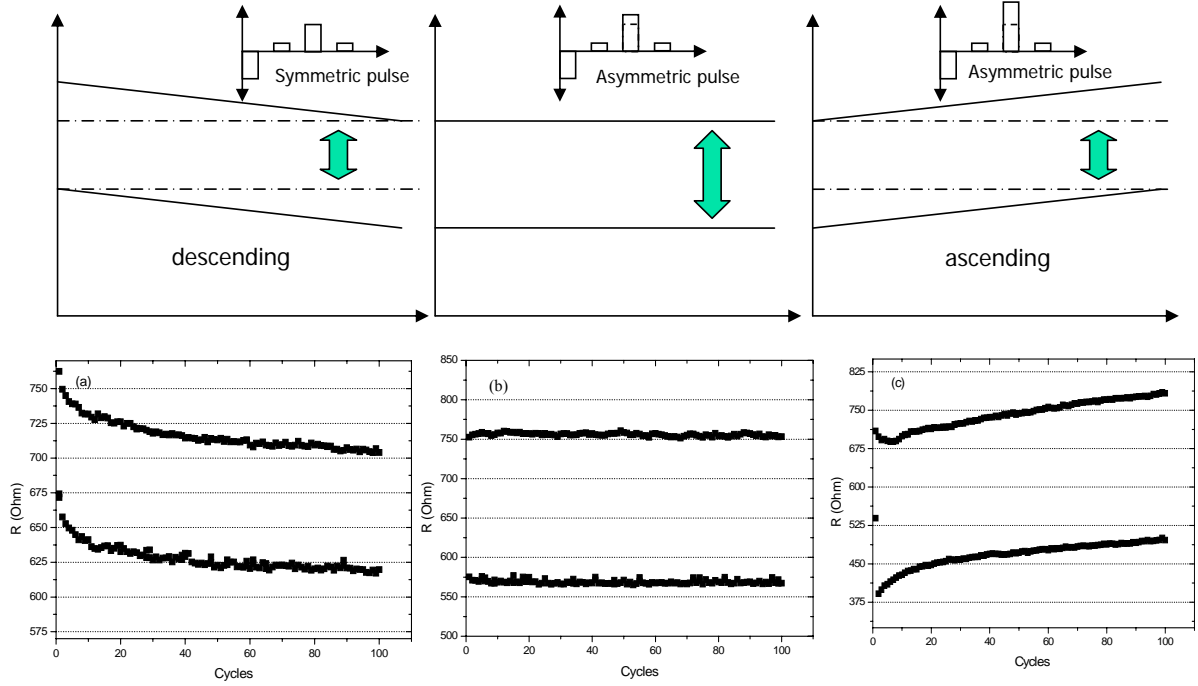 Symmetric pulse
Asymmetric pulse
Asymmetric pulse
descending
ascending
(a)
750
725
700
675
650
625
600
575
R (Ohm)
0 20 40 60 80 100
Cycles
(b)
850
800
750
700
650
600
550
500
R (Ohm)
0 20 40 60 80 100
Cycles
(c)
825
750
675
600
525
450
375
R (Ohm)
0 20 40 60 80 100
Cycles